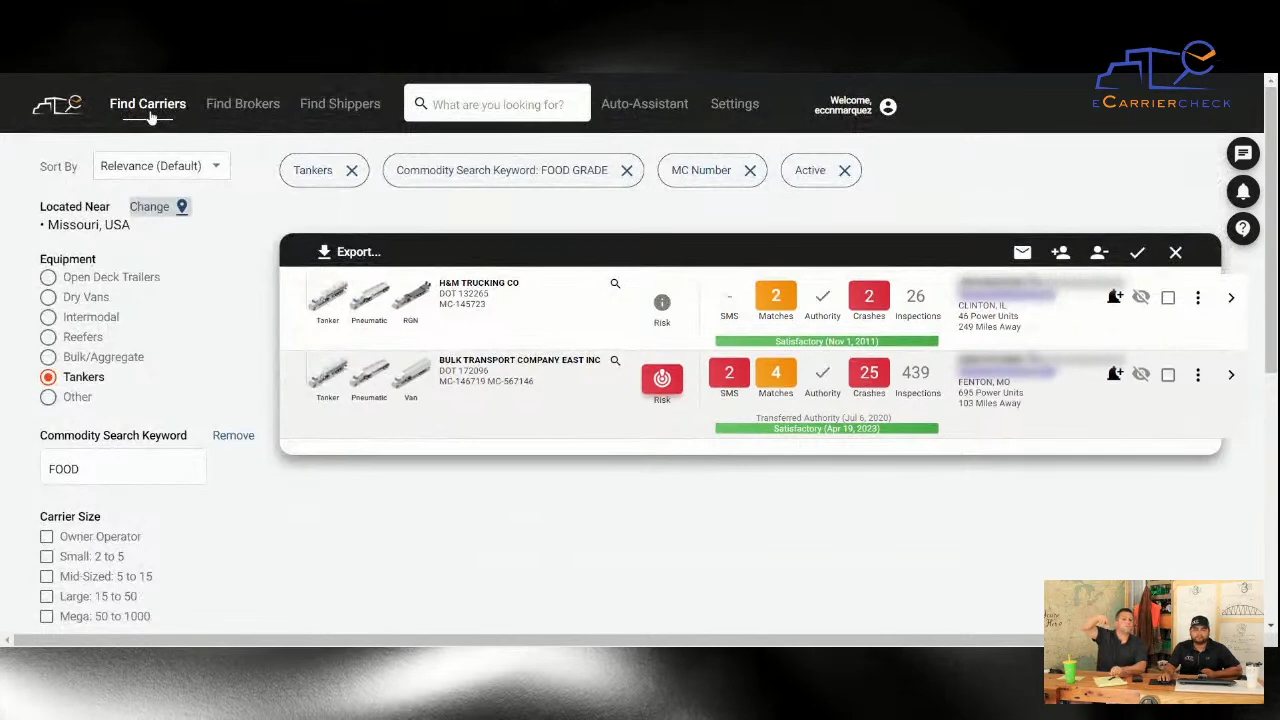 eCARRIERCHECK
Find Carriers
Find Brokers
Find Shippers
What are you looking for?
Auto-Assistant
Settings
Welcome,
eccnmarquez
Sort By
Relevance (Default)
Tankers
Commodity Search Keyword: FOOD GRADE
MC Number
Active
Located Near
Change
• Missouri, USA
Equipment
Open Deck Trailers
Dry Vans
Intermodal
Reefers
Bulk/Aggregate
Tankers
Other
Commodity Search Keyword
Remove
FOOD
Carrier Size
Owner Operator
Small: 2 to 5
Mid-Sized: 5 to 15
Large: 15 to 50
Mega: 50 to 1000
Export...
Tanker
Pneumatic
RGN
H&M TRUCKING CO
DOT 132265
MC-145723
Risk
-
SMS
2
Matches
Authority
2
Crashes
26
Inspections
Satisfactory (Nov 1, 2011)
CLINTON, IL
46 Power Units
249 Miles Away
Tanker
Pneumatic
Van
BULK TRANSPORT COMPANY EAST INC
DOT 172096
MC-146719 MC-567146
Risk
2
SMS
4
Matches
Authority
25
Crashes
439
Inspections
Transferred Authority (Jul 6, 2020)
Satisfactory (Apr 19, 2023)
FENTON, MO
695 Power Units
103 Miles Away